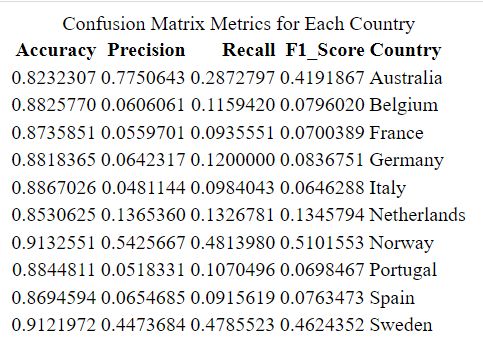 Confusion Matrix Metrics for Each Country
Accuracy Precision Recall F1_Score Country
0.8232307 0.7750643 0.2872797 0.4191867 Australia
0.8825770 0.0606061 0.1159420 0.0796020 Belgium
0.8735851 0.0559701 0.0935551 0.0700389 France
0.8818365 0.0642317 0.1200000 0.0836751 Germany
0.8867026 0.0481144 0.0984043 0.0646288 Italy
0.8530625 0.1365360 0.1326781 0.1345794 Netherlands
0.9132551 0.5425667 0.4813980 0.5101553 Norway
0.8844811 0.0518331 0.1070496 0.0698467 Portugal
0.8694594 0.0654685 0.0915619 0.0763473 Spain
0.9121972 0.4473684 0.4785523 0.4624352 Sweden